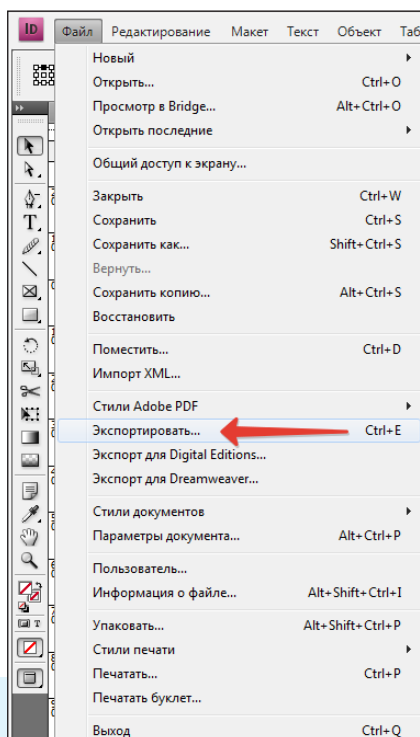 ID Файл Редактирование Макет Текст Объект Таб
Новый
Открыть... Ctrl+O
Просмотр в Bridge... Alt+Ctrl+O
Открыть последние
Общий доступ к экрану...
Закрыть Ctrl+W
Сохранить Ctrl+S
Сохранить как... Shift+Ctrl+S
Вернуть...
Сохранить копию... Alt+Ctrl+S
Восстановить
Поместить... Ctrl+D
Импорт XML...
Стили Adobe PDF
Экспортировать... Ctrl+E
Экспорт для Digital Editions...
Экспорт для Dreamweaver...
Стили документов
Параметры документа... Alt+Ctrl+P
Пользователь...
Информация о файле... Alt+Shift+Ctrl+I
Упаковать... Alt+Shift+Ctrl+P
Стили печати
Печатать... Ctrl+P
Печатать буклет...
Выход Ctrl+Q